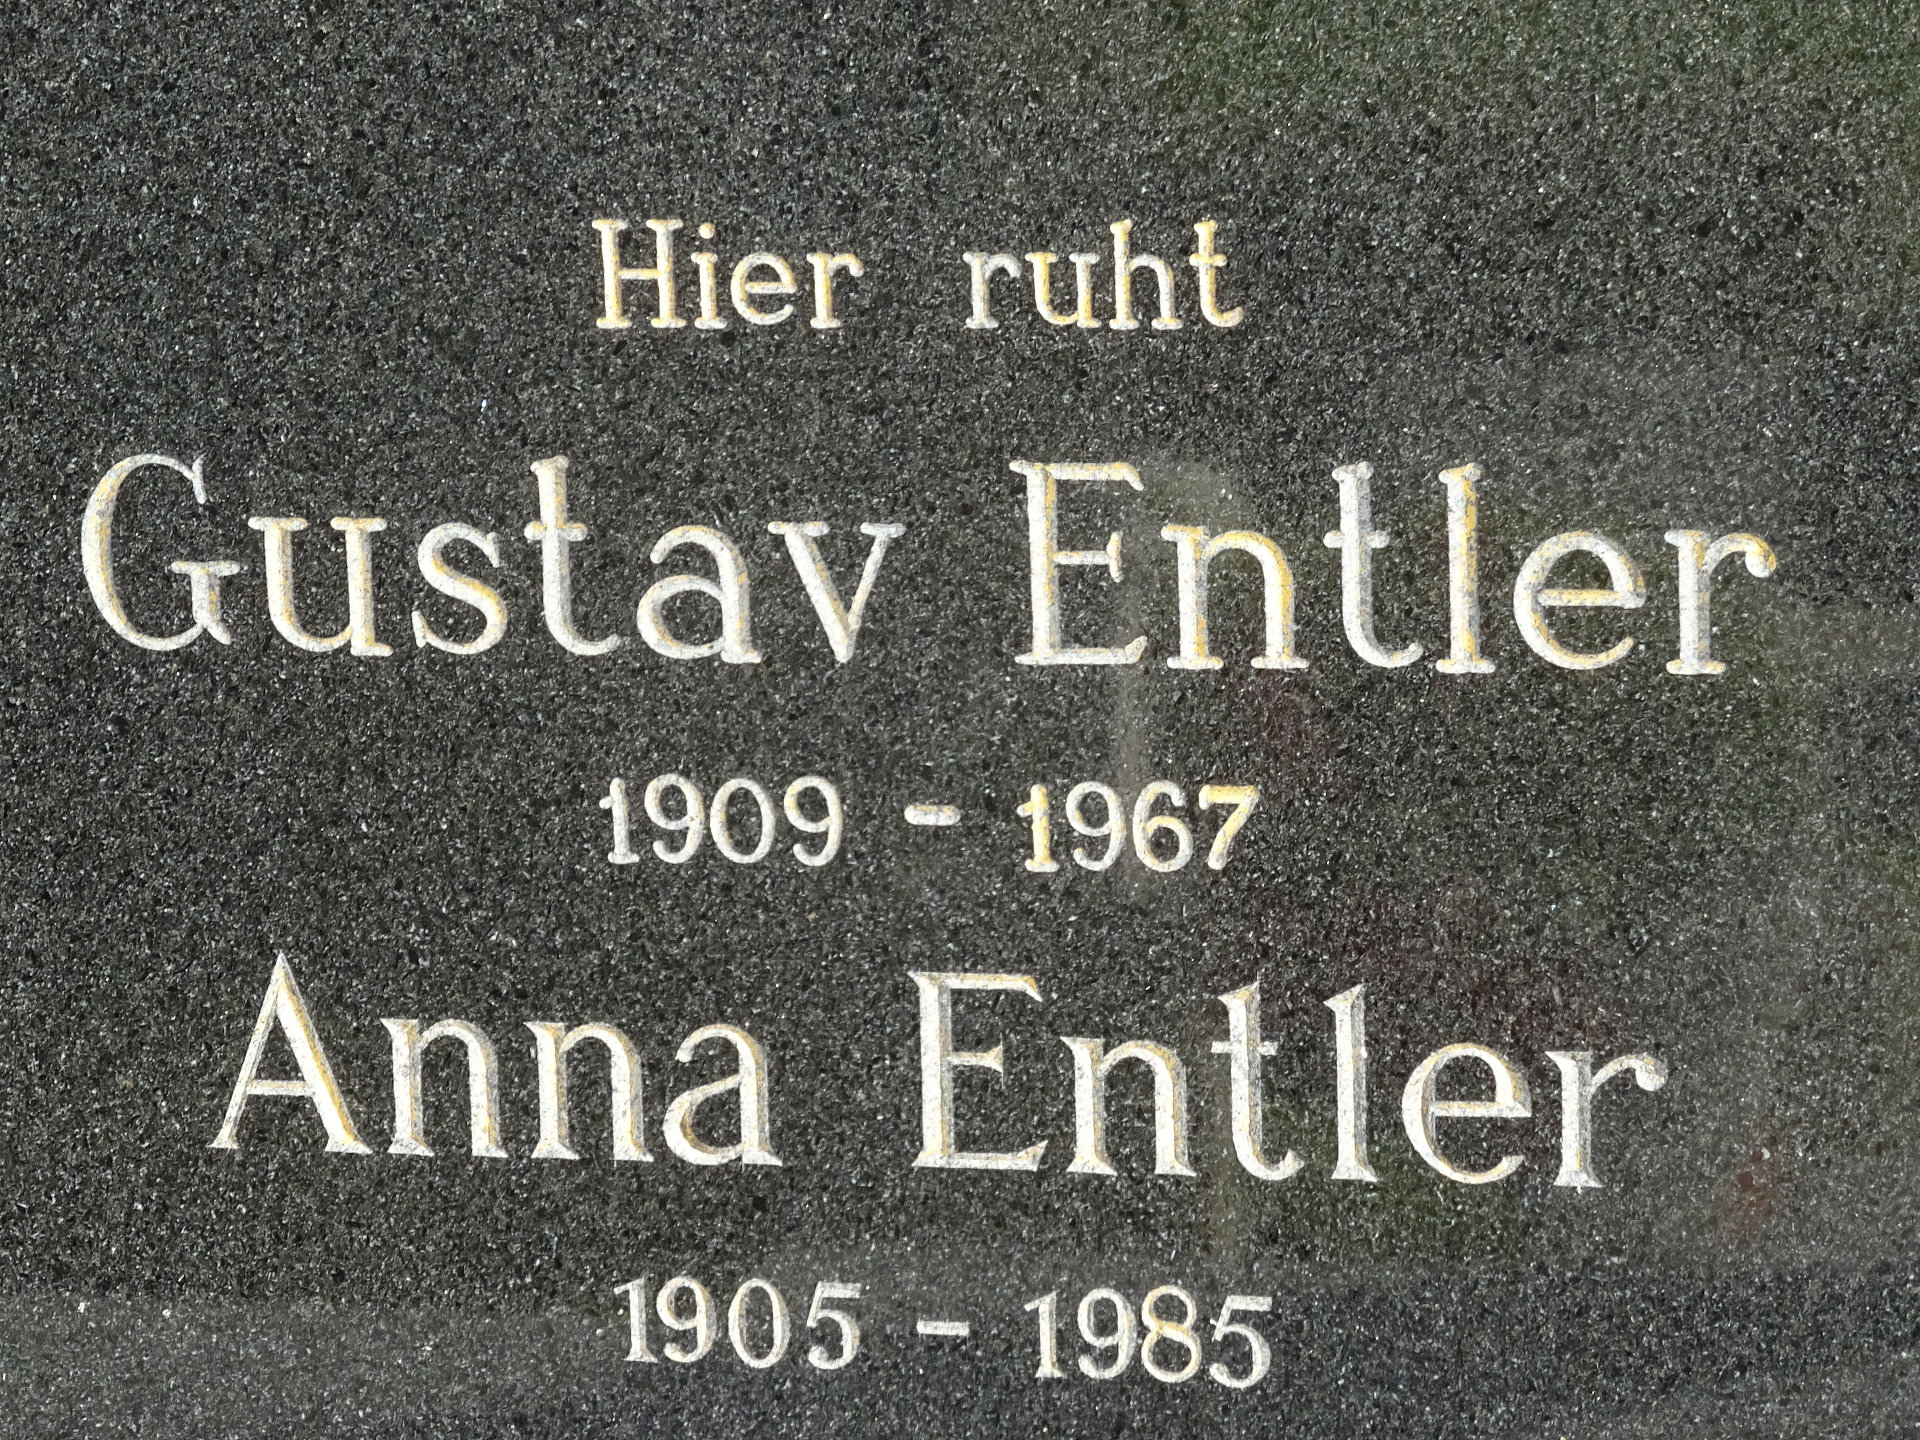 Hier ruht
Gustav Entler
1909 - 1967
Anna Entler
1905 - 1985